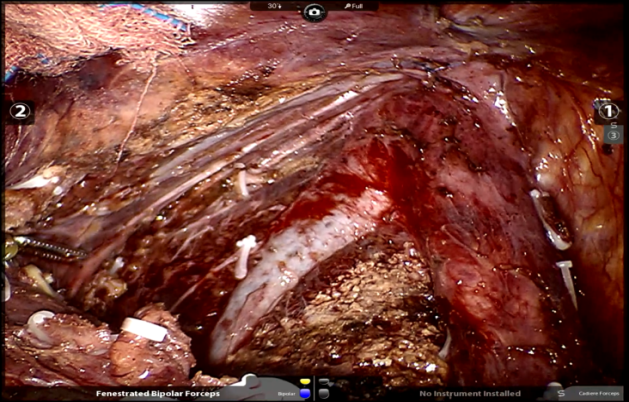 30°
Full
2
1
3
Fenestrated Bipolar Forceps
Bipolar
No Instrument Installed
Cadiere Forceps